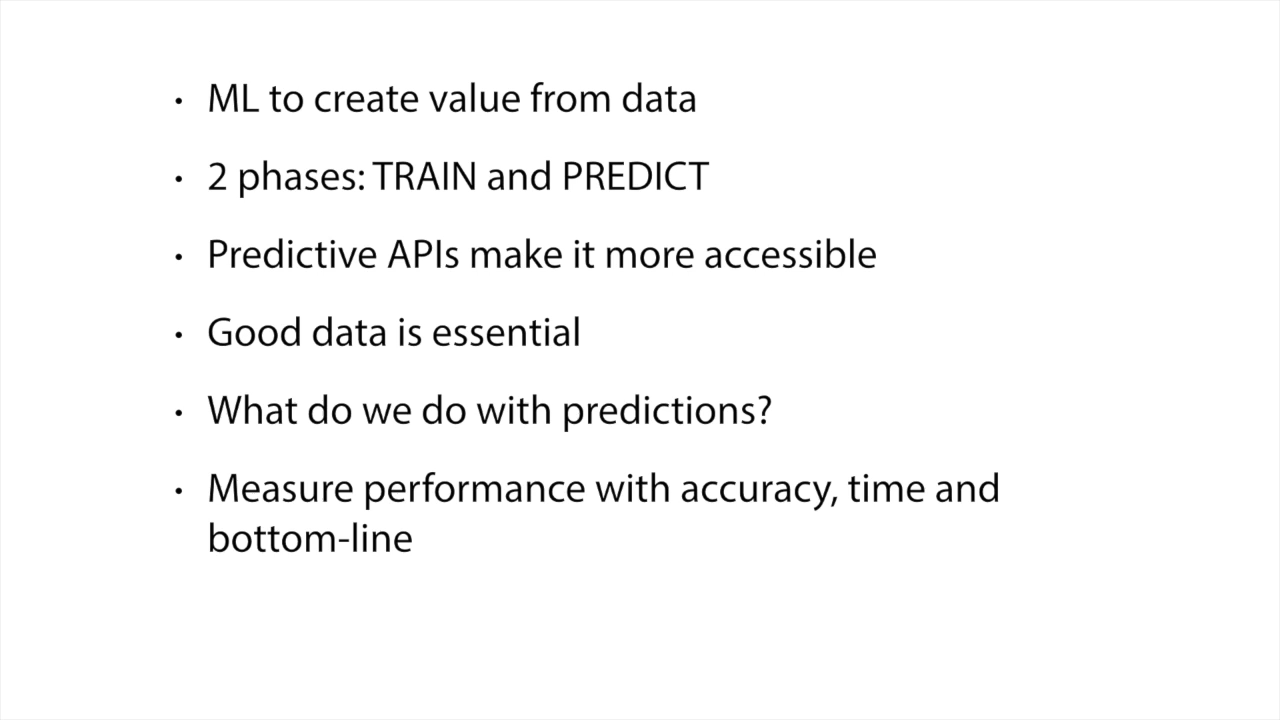 • ML to create value from data
• 2 phases: TRAIN and PREDICT
• Predictive APIs make it more accessible
• Good data is essential
• What do we do with predictions?
• Measure performance with accuracy, time and
bottom-line